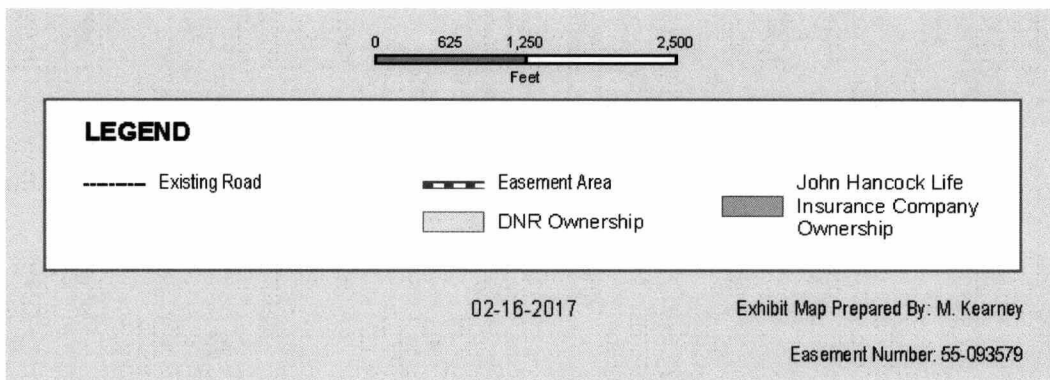 0 625 1,250 2,500
Feet
LEGEND
Existing Road
Easement Area
DNR Ownership
John Hancock Life
Insurance Company
Ownership
02-16-2017
Exhibit Map Prepared By: M. Kearney
Easement Number: 55-093579